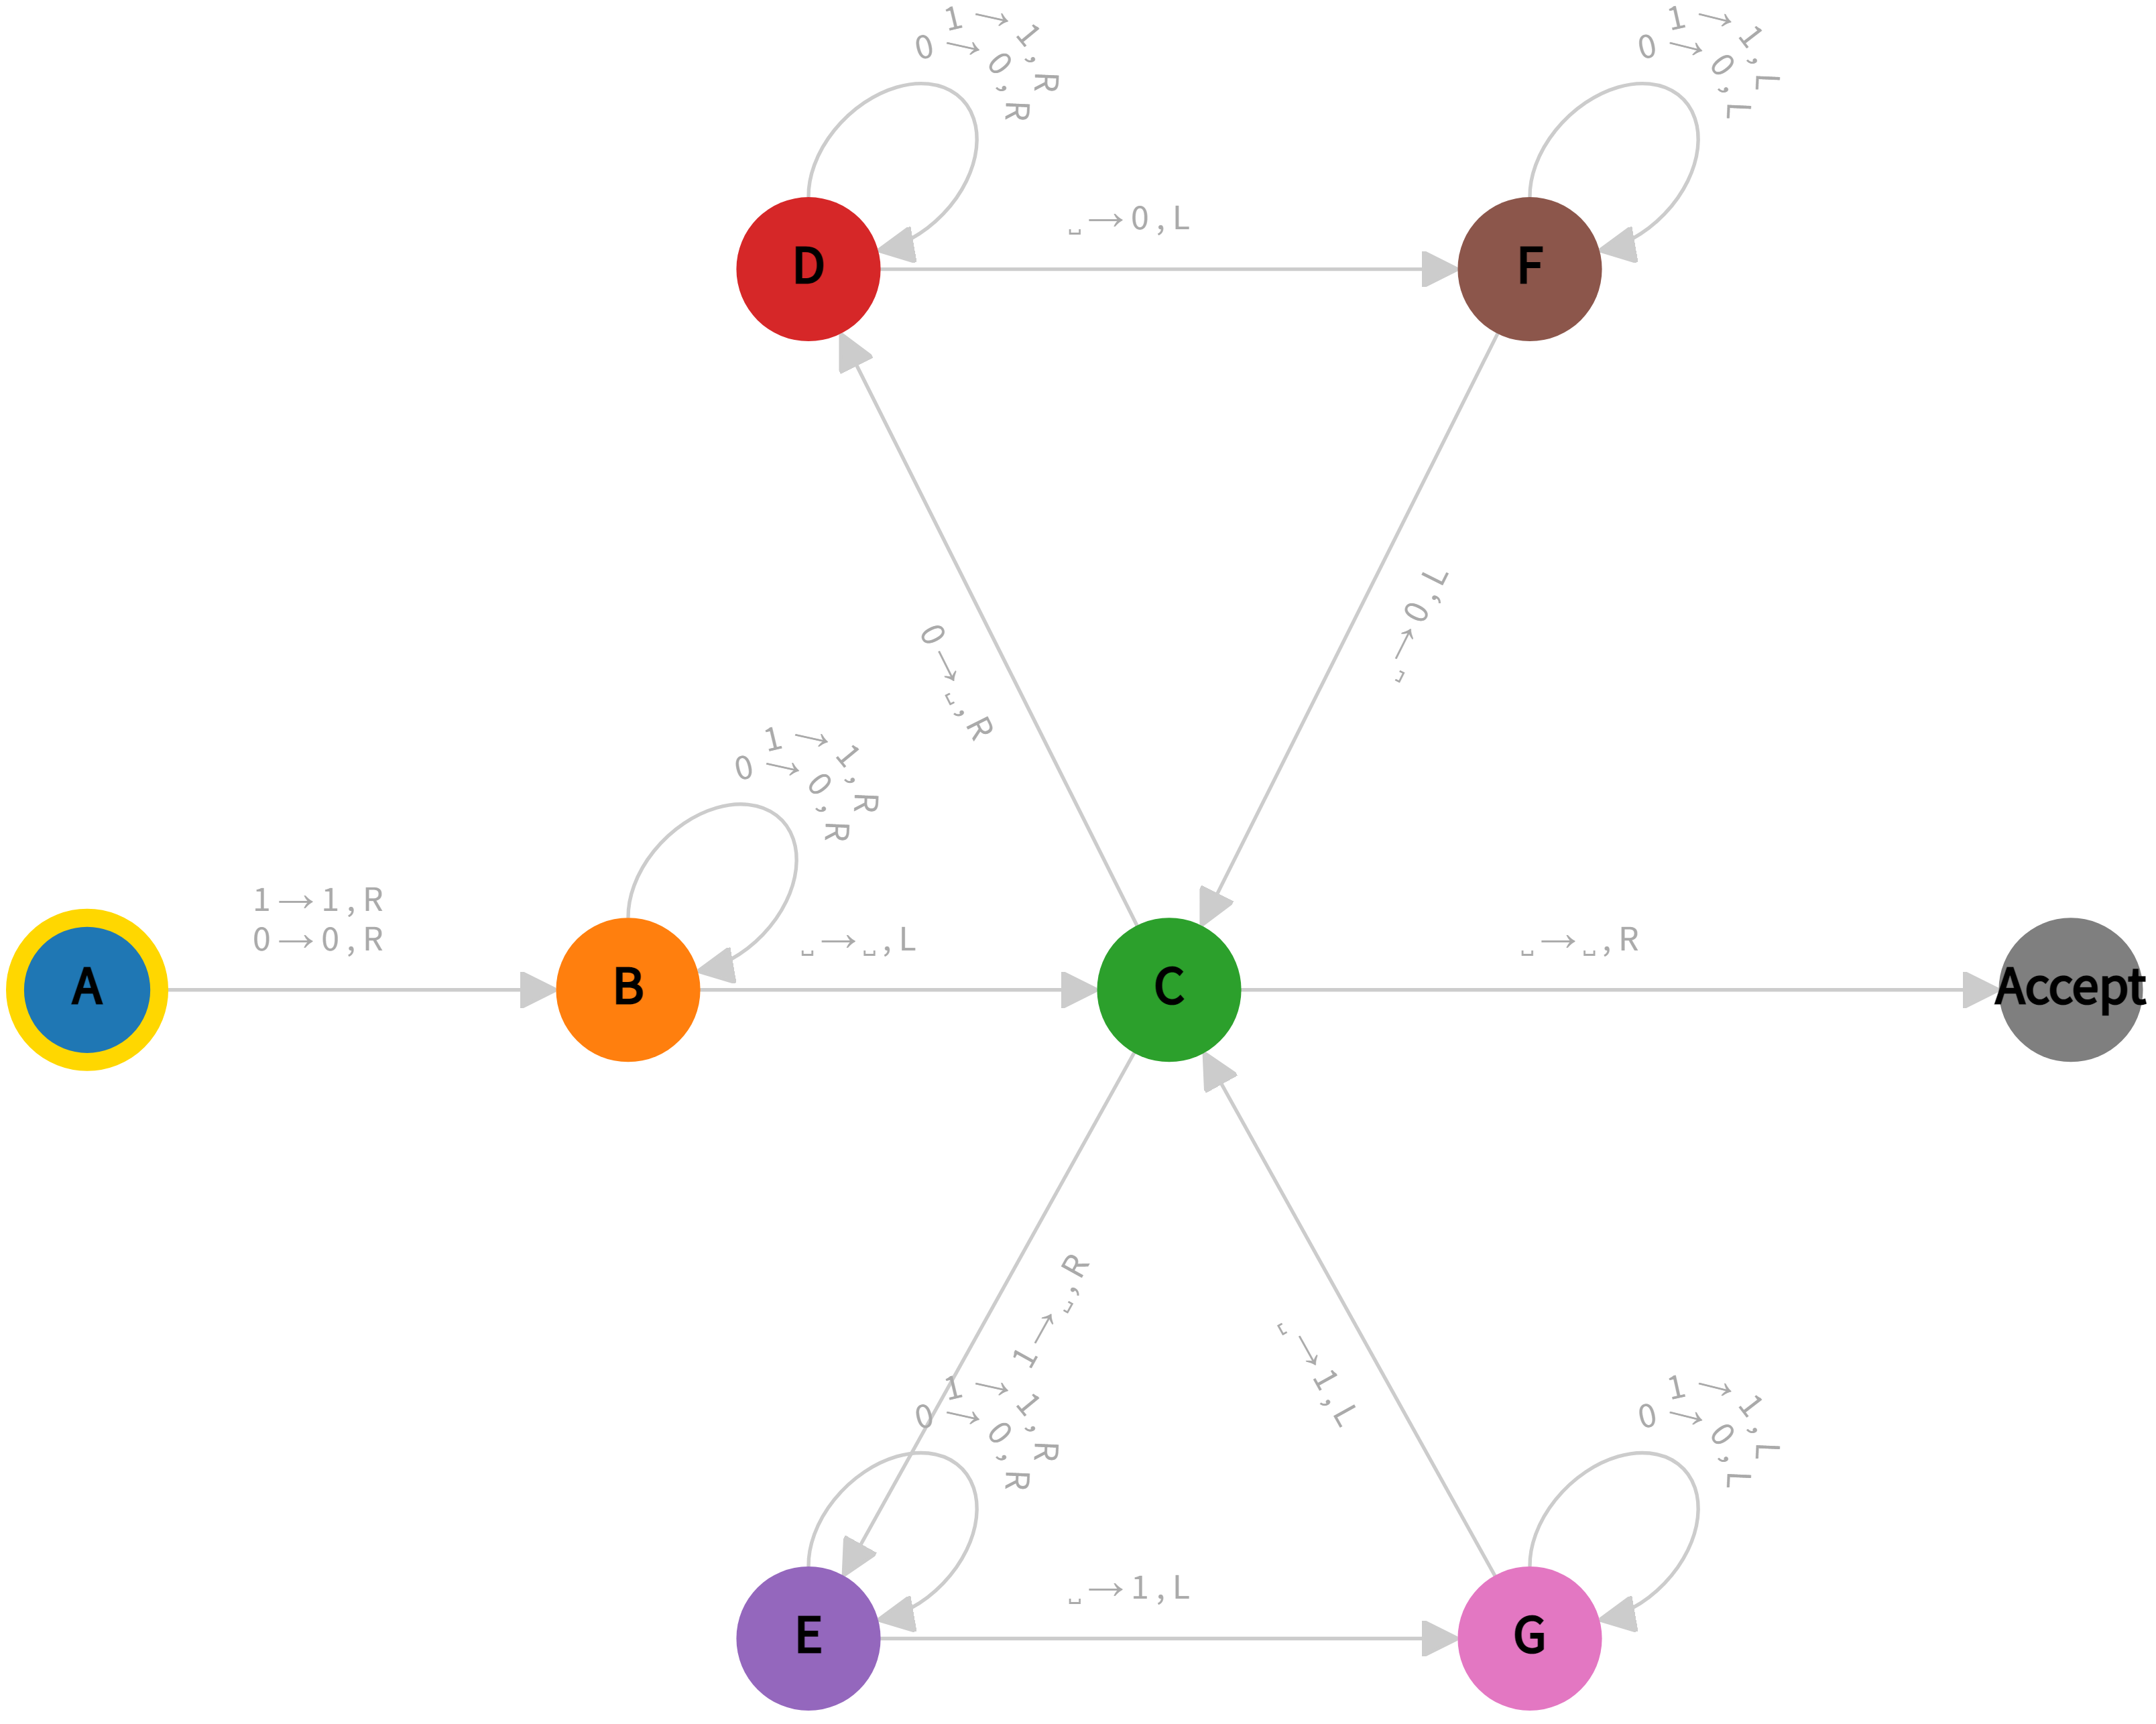 1→1,R
0→0,R
1→1,L
0→0,L
␣→0,L
D
F
0→␣,R
␣→0,L
1→1,R
0→0,R
1→1,R
0→0,R
␣→␣,L
␣→␣,R
A
B
C
Accept
1→␣,R
␣→1,L
1→1,R
0→0,R
1→1,L
0→0,L
␣→1,L
E
G